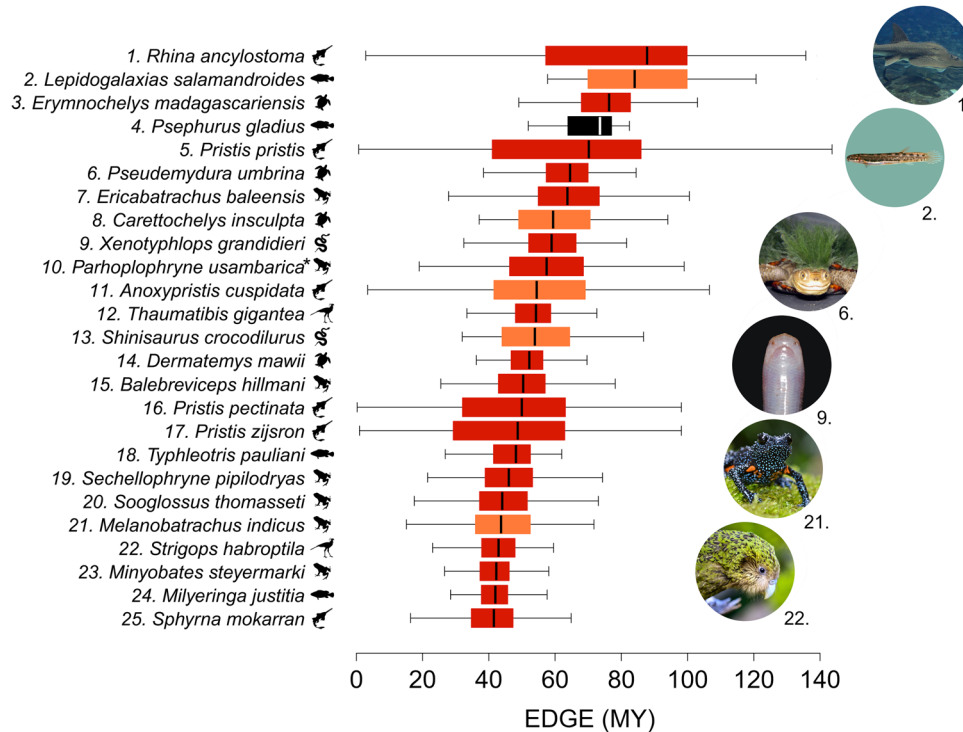 1. Rhina ancylostoma
2. Lepidogalaxias salamandroides
3. Erymnochelys madagascariensis
4. Psephurus gladius
5. Pristis pristis
6. Pseudemydura umbrina
7. Ericabatrachus baleensis
8. Carettochelys insculpta
9. Xenotyphlops grandidieri
10. Parhoplophryne usambarica*
11. Anoxypristis cuspidata
12. Thaumatibis gigantea
13. Shinisaurus crocodilurus
14. Dermatemys mawii
15. Balebreviceps hillmani
16. Pristis pectinata
17. Pristis zijsron
18. Typhleotris pauliani
19. Sechellophryne pipilodryas
20. Sooglossus thomasseti
21. Melanobatrachus indicus
22. Strigops habroptila
23. Minyobates steyermarki
24. Milyeringa justitia
25. Sphyrna mokarran
1
2.
6.
9.
21.
22.
0 20 40 60 80 100 120 140
EDGE (MY)